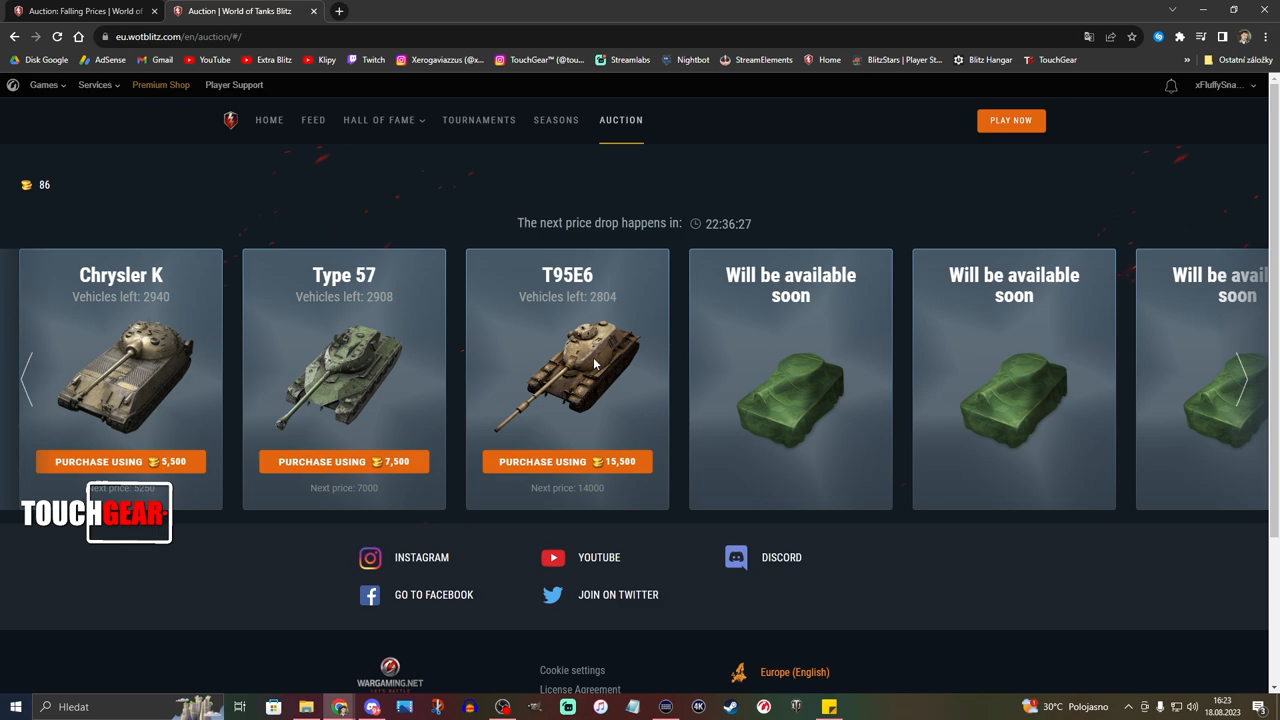 Auction: Falling Prices | World of
Auction | World of Tanks Blitz
eu.wotblitz.com/en/auction/#/
Disk Google
AdSense
Gmail
YouTube
Extra Blitz
Klipy
Twitch
Xerogaviazzus (@x...
TouchGear™ (@xf...
Streamlabs
Nightbot
StreamElements
Home
BlitzStars | Player St...
Blitz Hangar
TouchGear
»
Ostatní záložky
Games
Services
Premium Shop
Player Support
xFluffySna...
HOME
FEED
HALL OF FAME
TOURNAMENTS
SEASONS
AUCTION
PLAY NOW
86
The next price drop happens in: 22:36:27
Chrysler K
Vehicles left: 2940
PURCHASE USING 5,500
Next price: 5250
Type 57
Vehicles left: 2908
PURCHASE USING 7,500
Next price: 7000
T95E6
Vehicles left: 2804
PURCHASE USING 15,500
Next price: 14000
Will be available
soon
Will be available
soon
Will be avail
soon
TOUCHGEAR
INSTAGRAM
YOUTUBE
DISCORD
GO TO FACEBOOK
JOIN ON TWITTER
WARGAMING.NET
LET'S BATTLE
Cookie settings
License Agreement
Europe (English)
Hledat
30°C Polojasno
16:23
18.08.2023